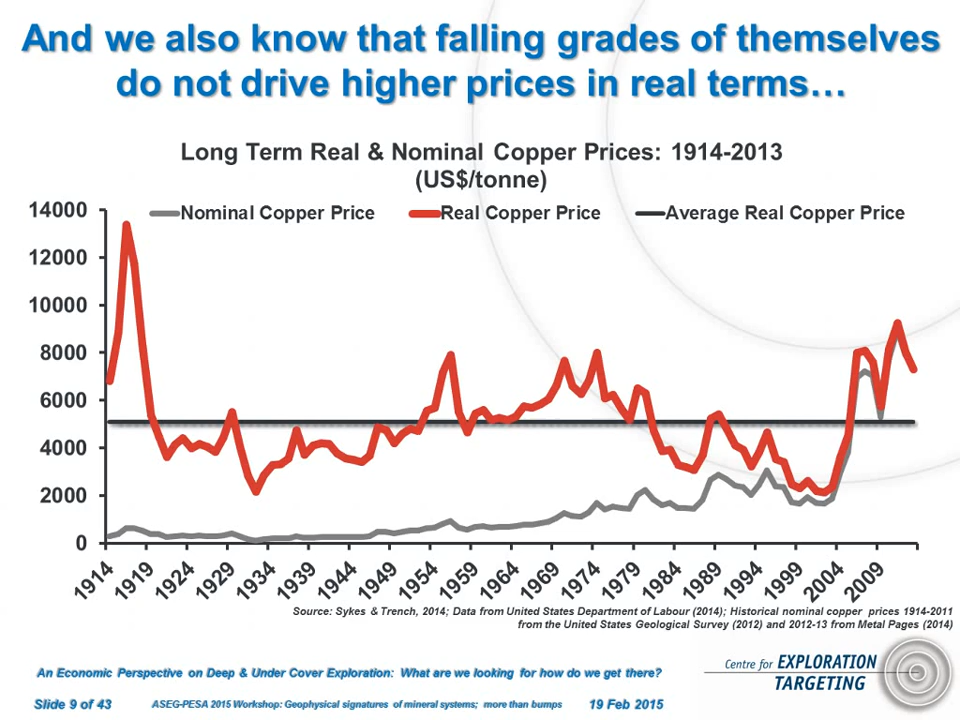 And we also know that falling grades of themselves
do not drive higher prices in real terms…
Long Term Real & Nominal Copper Prices: 1914-2013
(US$/tonne)
Nominal Copper Price
Real Copper Price
Average Real Copper Price
14000
12000
10000
8000
6000
4000
2000
0
1914
1919
1924
1929
1934
1939
1944
1949
1954
1959
1964
1969
1974
1979
1984
1989
1994
1999
2004
2009
Source: Sykes & Trench, 2014; Data from United States Department of Labour (2014); Historical nominal copper prices 1914-2011
from the United States Geological Survey (2012) and 2012-13 from Metal Pages (2014)
An Economic Perspective on Deep & Under Cover Exploration: What are we looking for how do we get there?
Centre for EXPLORATION
TARGETING
Slide 9 of 43
ASEG-PESA 2015 Workshop: Geophysical signatures of mineral systems; more than bumps
19 Feb 2015